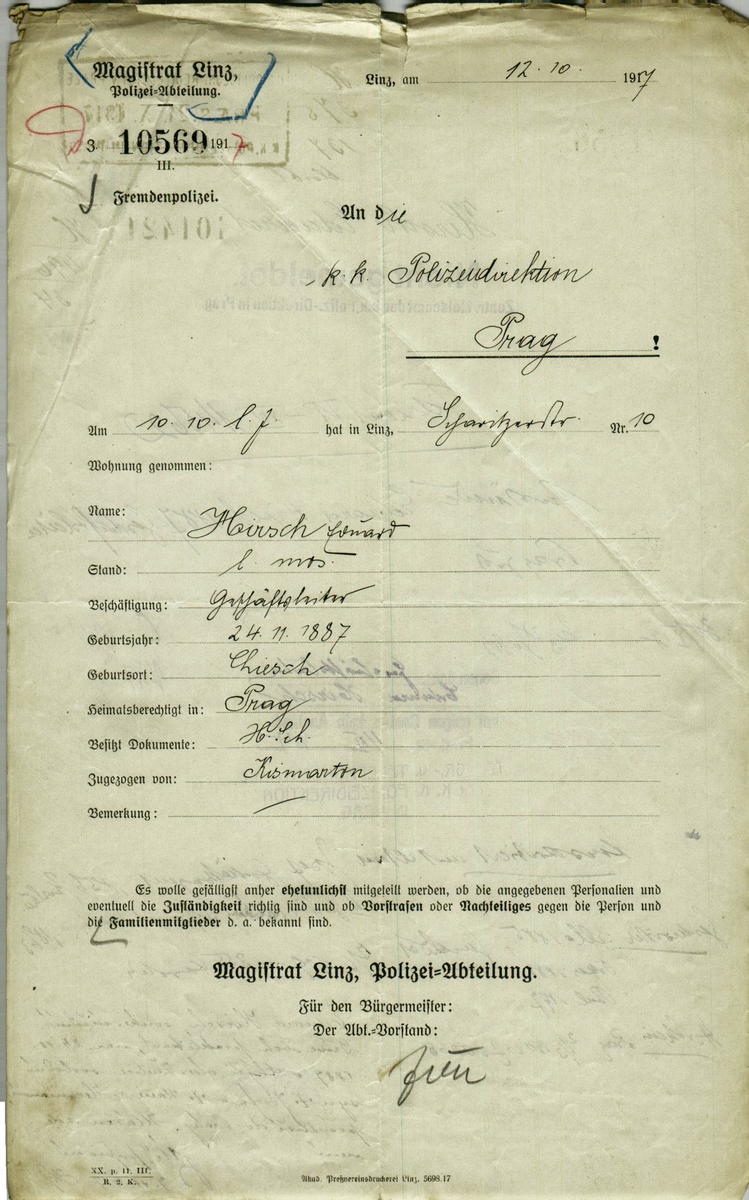 Magistrat Linz,
Polizei-Abteilung.
Linz, am 12. 10. 1917
3 10569 1917
III.
Fremdenpolizei.
An die
k. k. Polizeidirektion
Prag !
Am 10. 10. l. J. hat in Linz, Scharitzerstr. Nr. 10
Wohnung genommen:
Name: Hirsch Eduard
Stand: l. mos.
Beschäftigung: Geschäftsleiter
Geburtsjahr: 24. 11. 1887
Geburtsort: Chiesch
Heimatsberechtigt in: Prag
Besitzt Dokumente: H. Sch.
Zugezogen von: Kismarton
Bemerkung: —
Es wolle gefälligst anher ehetunlichst mitgeteilt werden, ob die angegebenen Personalien und
eventuell die Zuständigkeit richtig sind und ob Vorstrafen oder Nachteiliges gegen die Person und
die Familienmitglieder d. a. bekannt sind.
Magistrat Linz, Polizei-Abteilung.
Für den Bürgermeister:
Der Abt.-Vorstand:
XX. p. 11. III.
R. 2. K.
Akad. Preßvereinsdruckerei Linz. 5698.17